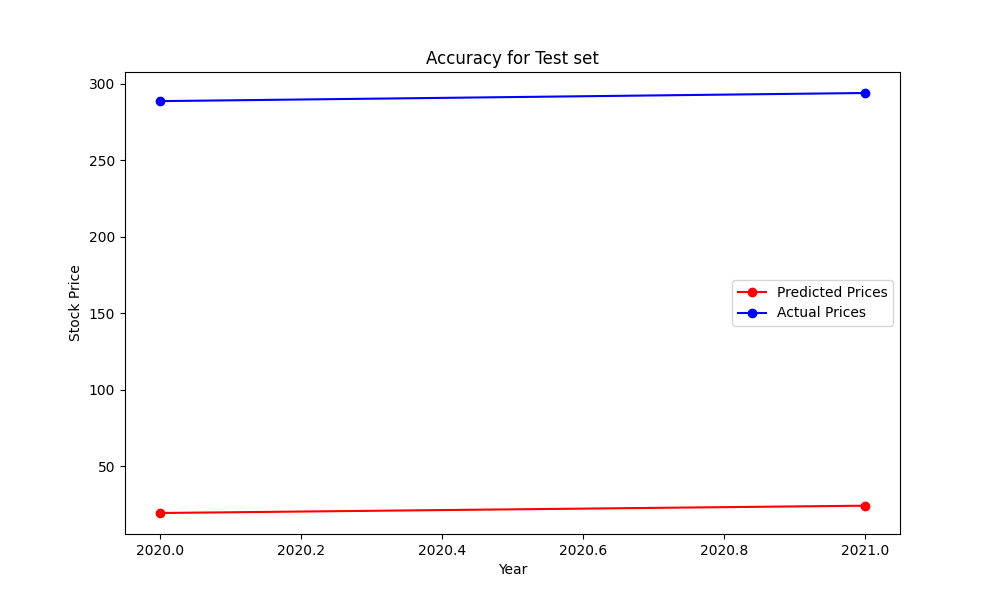 Accuracy for Test set
300
250
200
150
100
50
Stock Price
Predicted Prices
Actual Prices
2020.0 2020.2 2020.4 2020.6 2020.8 2021.0
Year